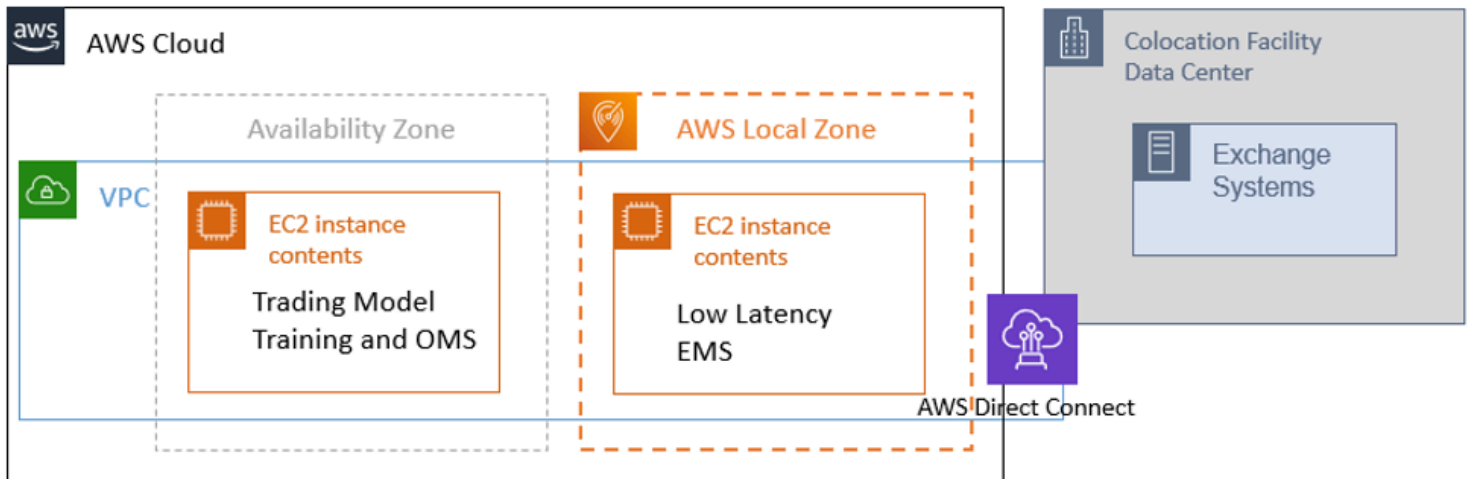 aws
AWS Cloud
Colocation Facility
Data Center
Availability Zone
AWS Local Zone
Exchange
Systems
VPC
EC2 instance
contents
Trading Model
Training and OMS
EC2 instance
contents
Low Latency
EMS
AWS Direct Connect